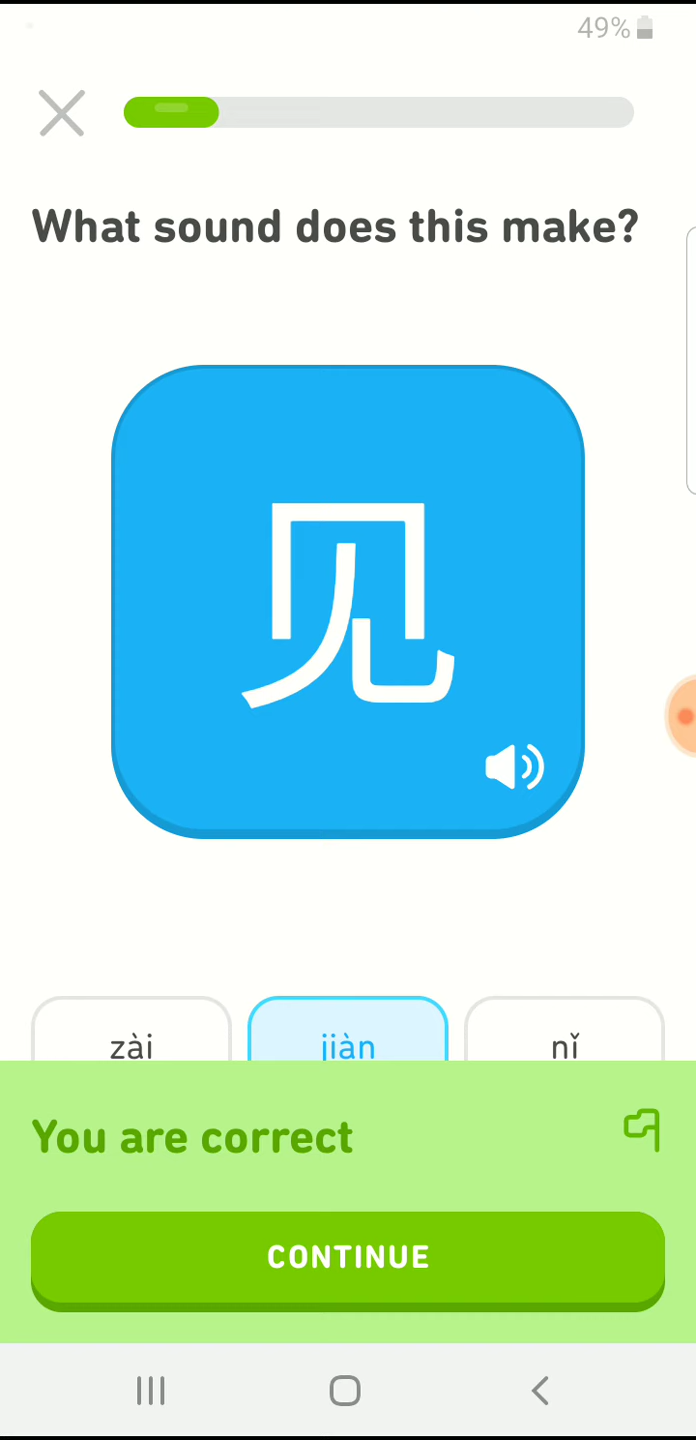 49%
What sound does this make?
见
zài jiàn nǐ
You are correct
CONTINUE